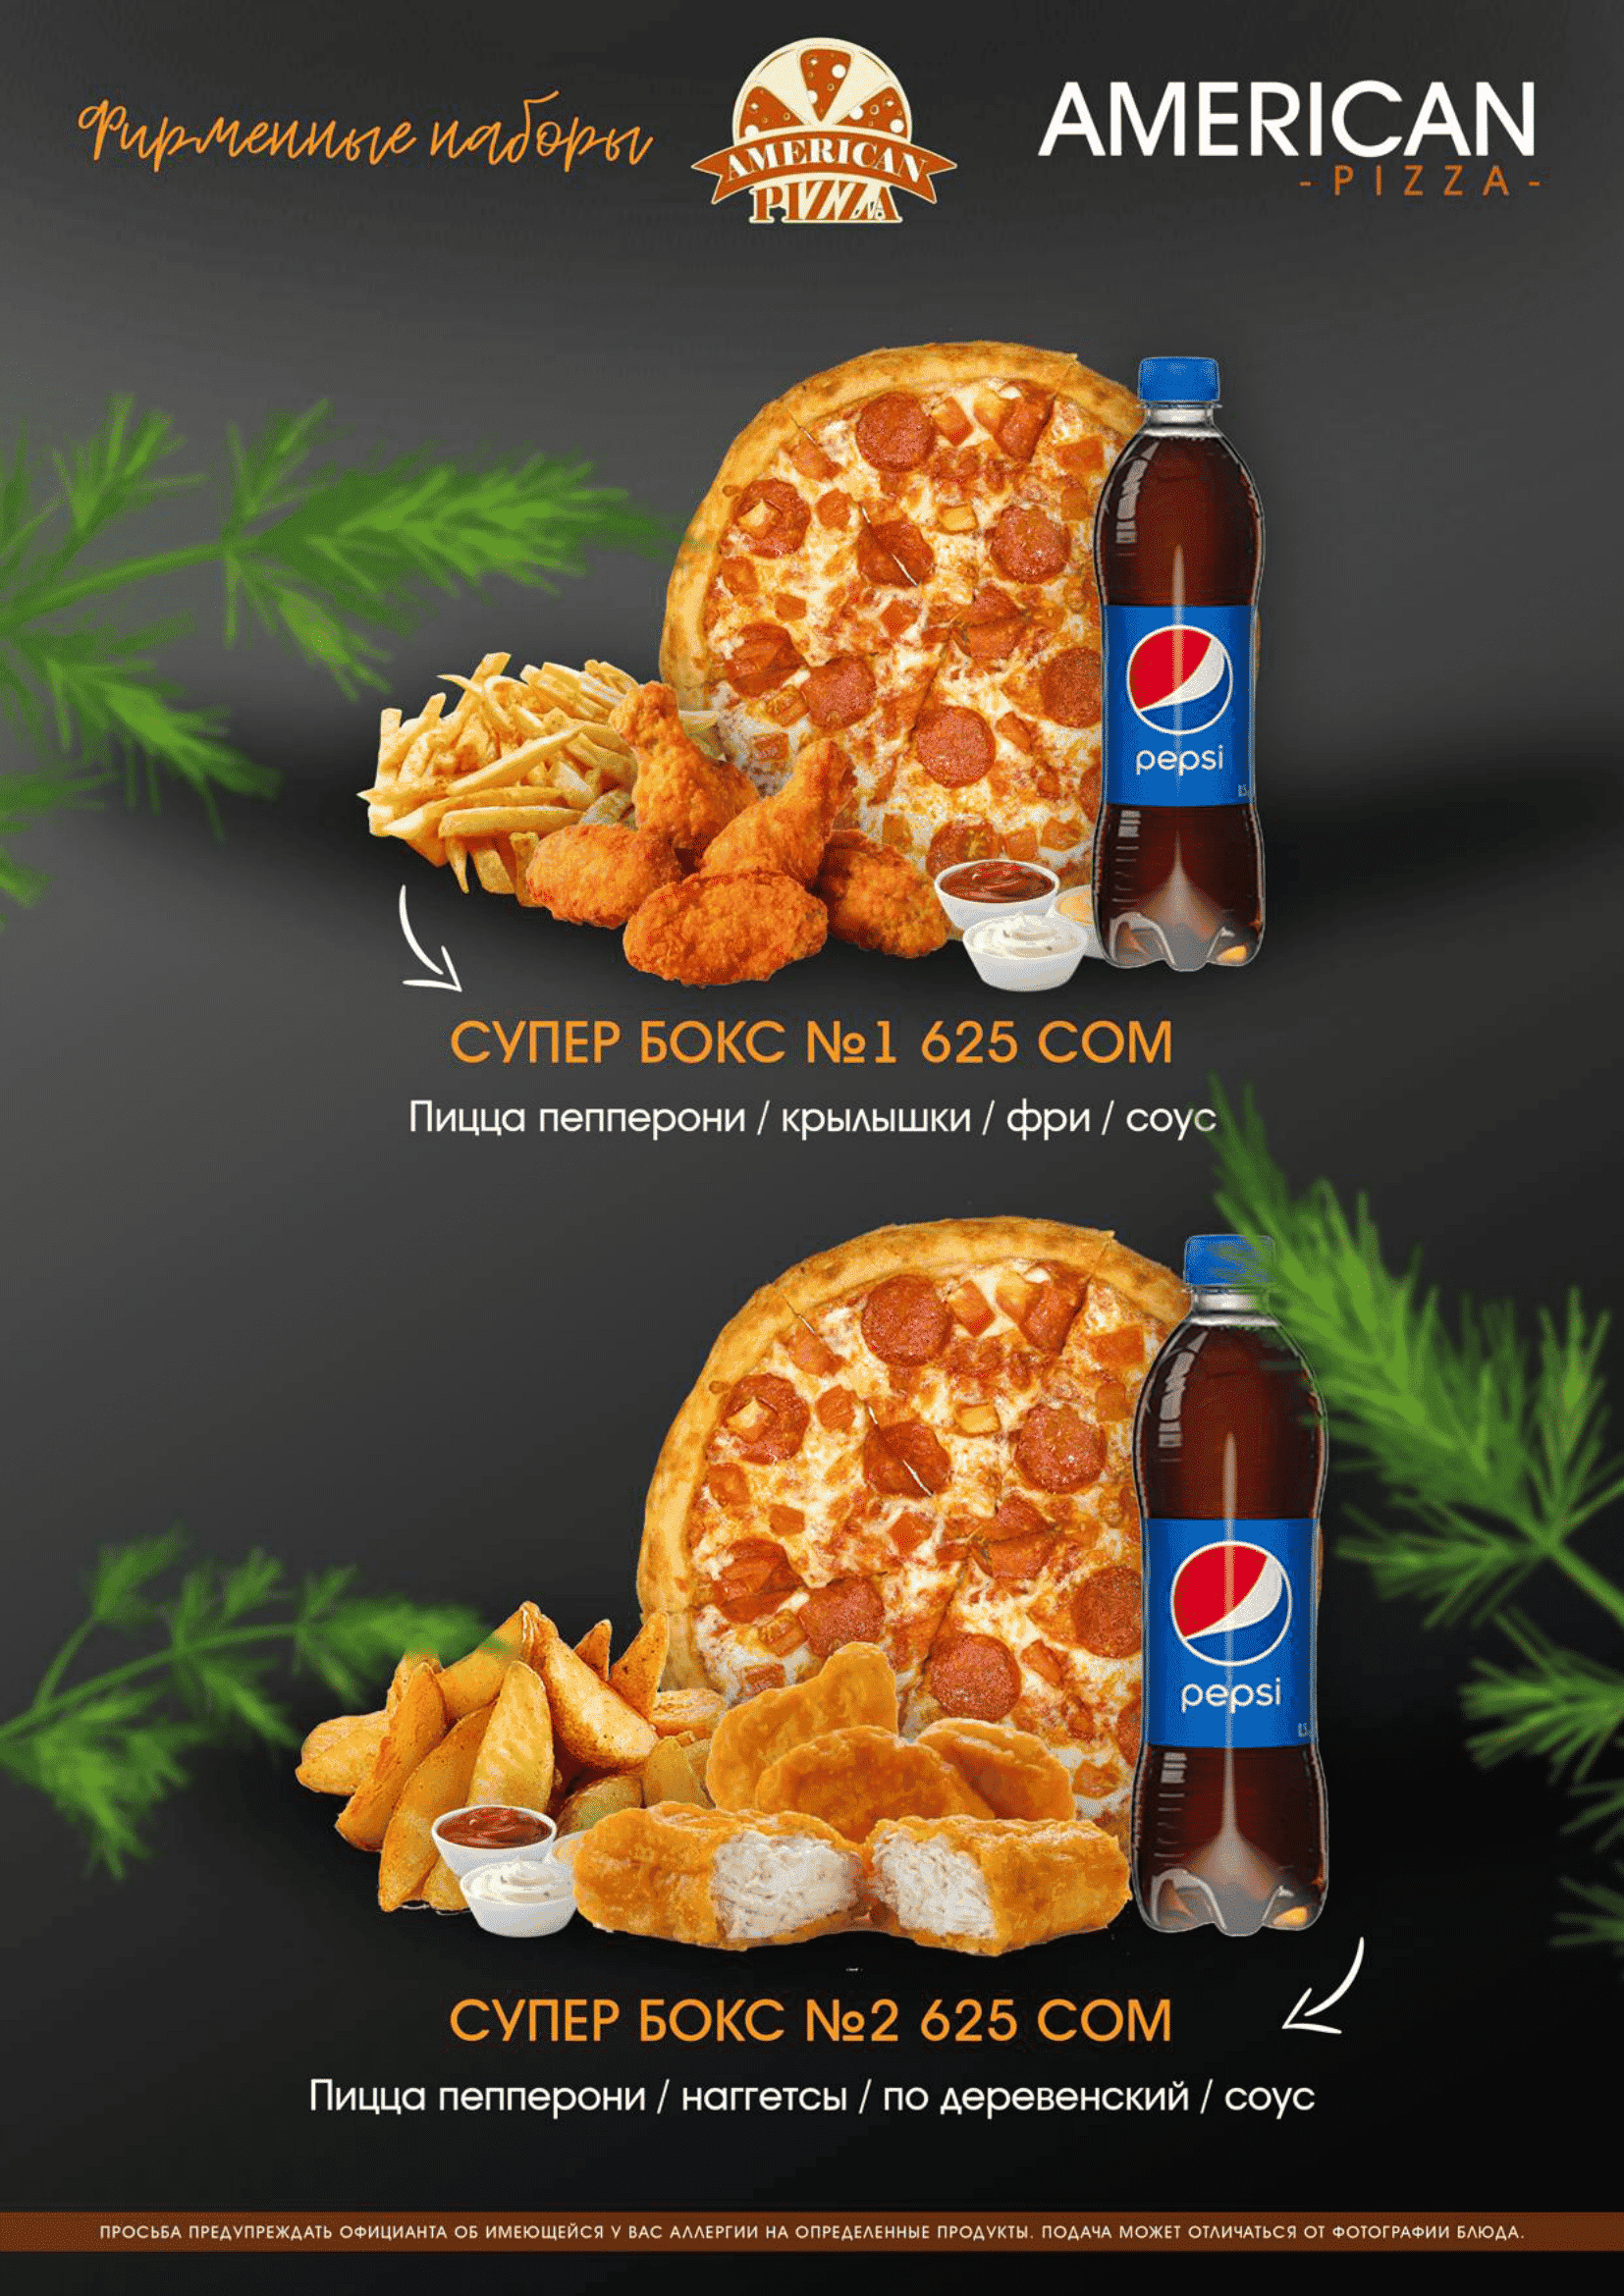 Фирменные наборы
AMERICAN
PIZZA
AMERICAN
- PIZZA -
pepsi
СУПЕР БОКС №1 625 СОМ
Пицца пепперони / крылышки / фри / соус
pepsi
СУПЕР БОКС №2 625 СОМ
Пицца пепперони / наггетсы / по деревенский / соус
ПРОСЬБА ПРЕДУПРЕЖДАТЬ ОФИЦИАНТА ОБ ИМЕЮЩЕЙСЯ У ВАС АЛЛЕРГИИ НА ОПРЕДЕЛЕННЫЕ ПРОДУКТЫ. ПОДАЧА МОЖЕТ ОТЛИЧАТЬСЯ ОТ ФОТОГРАФИИ БЛЮДА.